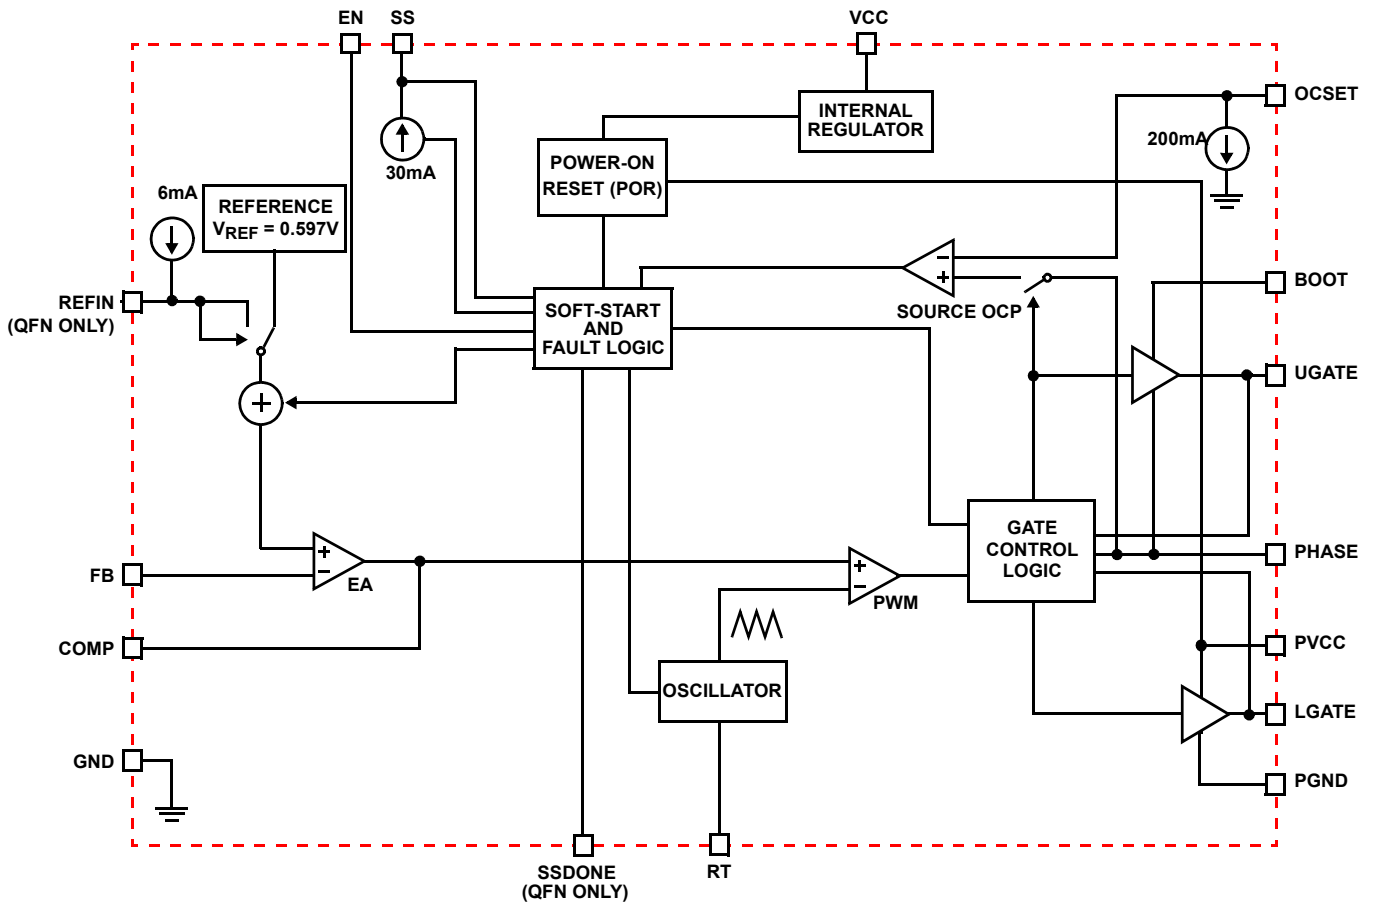 EN
SS
VCC
OCSET
INTERNAL
REGULATOR
200mA
POWER-ON
RESET (POR)
30mA
6mA
REFERENCE
VREF = 0.597V
REFIN
(QFN ONLY)
BOOT
SOURCE OCP
SOFT-START
AND
FAULT LOGIC
UGATE
GATE
CONTROL
LOGIC
PHASE
FB
EA
PWM
COMP
PVCC
OSCILLATOR
LGATE
GND
PGND
SSDONE
(QFN ONLY)
RT